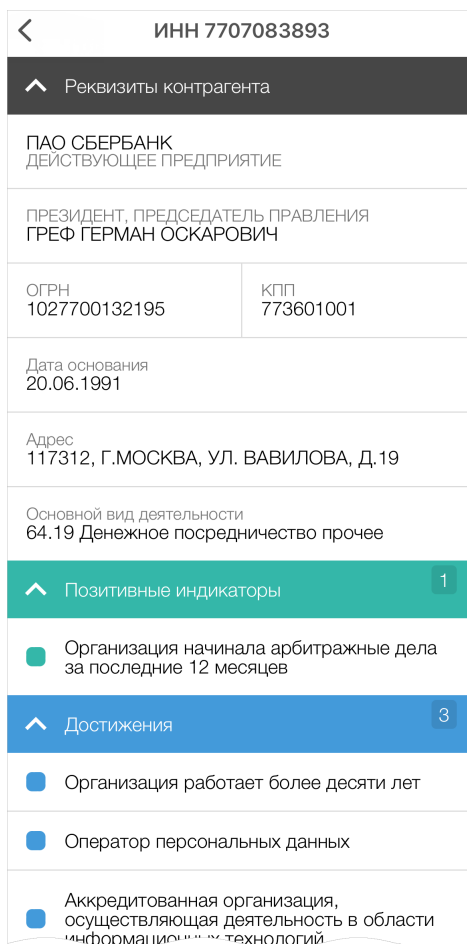 ИНН 7707083893
Реквизиты контрагента
ПАО СБЕРБАНК
ДЕЙСТВУЮЩЕЕ ПРЕДПРИЯТИЕ
ПРЕЗИДЕНТ, ПРЕДСЕДАТЕЛЬ ПРАВЛЕНИЯ
ГРЕФ ГЕРМАН ОСКАРОВИЧ
ОГРН
1027700132195
КПП
773601001
Дата основания
20.06.1991
Адрес
117312, Г.МОСКВА, УЛ. ВАВИЛОВА, Д.19
Основной вид деятельности
64.19 Денежное посредничество прочее
Позитивные индикаторы 1
Организация начинала арбитражные дела
за последние 12 месяцев
Достижения 3
Организация работает более десяти лет
Оператор персональных данных
Аккредитованная организация,
осуществляющая деятельность в области
информационных технологий